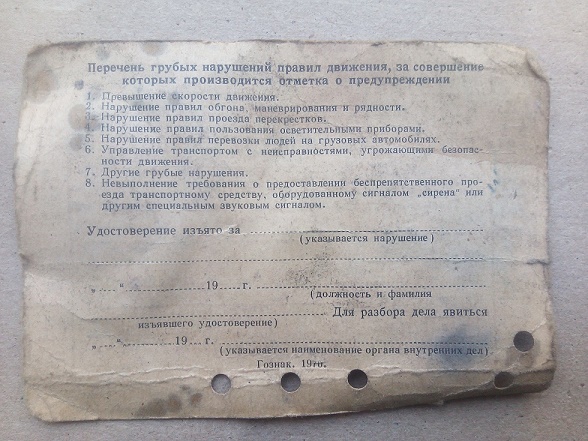 Перечень грубых нарушений правил движения, за совершение
которых производится отметка о предупреждении
1. Превышение скорости движения.
2. Нарушение правил обгона, маневрирования и рядности.
3. Нарушение правил проезда перекрестков.
4. Нарушение правил пользования осветительными приборами.
5. Нарушение правил перевозки людей на грузовых автомобилях.
6. Управление транспортом с неисправностями, угрожающими безопас-
ности движения.
7. Другие грубые нарушения.
8. Невыполнение требования о предоставлении беспрепятственного про-
езда транспортному средству, оборудованному сигналом „сирена“ или
другим специальным звуковым сигналом.
Удостоверение изъято за
(указывается нарушение)
„......“ 19 г.
(должность и фамилия
Для разбора дела явиться
изъявшего удостоверение)
„......“ 19 г.
(указывается наименование органа внутренних дел)
Гознак.